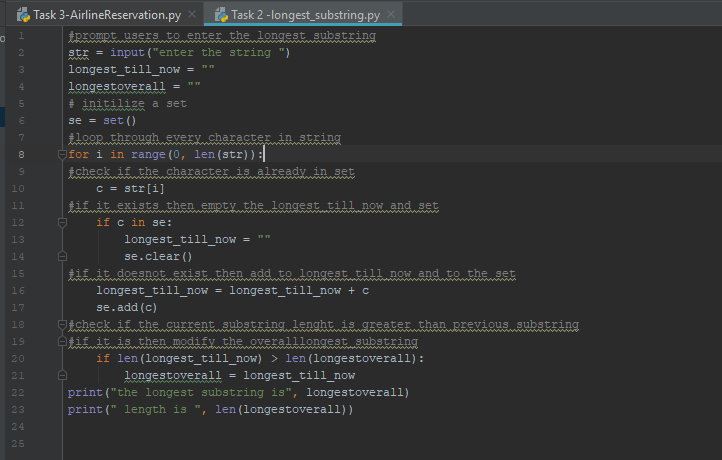 Task 3-AirlineReservation.py × Task 2 -longest_substring.py ×
1 #prompt users to enter the longest substring
2 str = input("enter the string ")
3 longest_till_now = ""
4 longestoverall = ""
5 # initilize a set
6 se = set()
7 #loop through every character in string
8 for i in range(0, len(str)):
9 #check if the character is already in set
10 c = str[i]
11 #if it exists then empty the longest_till_now and set
12 if c in se:
13 longest_till_now = ""
14 se.clear()
15 #if it doesnot exist then add to longest_till_now and to the set
16 longest_till_now = longest_till_now + c
17 se.add(c)
18 #check if the current substring lenght is greater than previous substring
19 #if it is then modify the overalllongest substring
20 if len(longest_till_now) > len(longestoverall):
21 longestoverall = longest_till_now
22 print("the longest substring is", longestoverall)
23 print(" length is ", len(longestoverall))
24
25